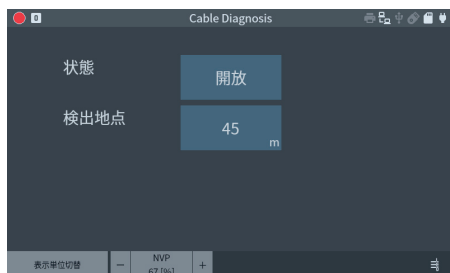 0 Cable Diagnosis
状態 開放
検出地点 45 m
表示単位切替 − NVP 67 [%] +